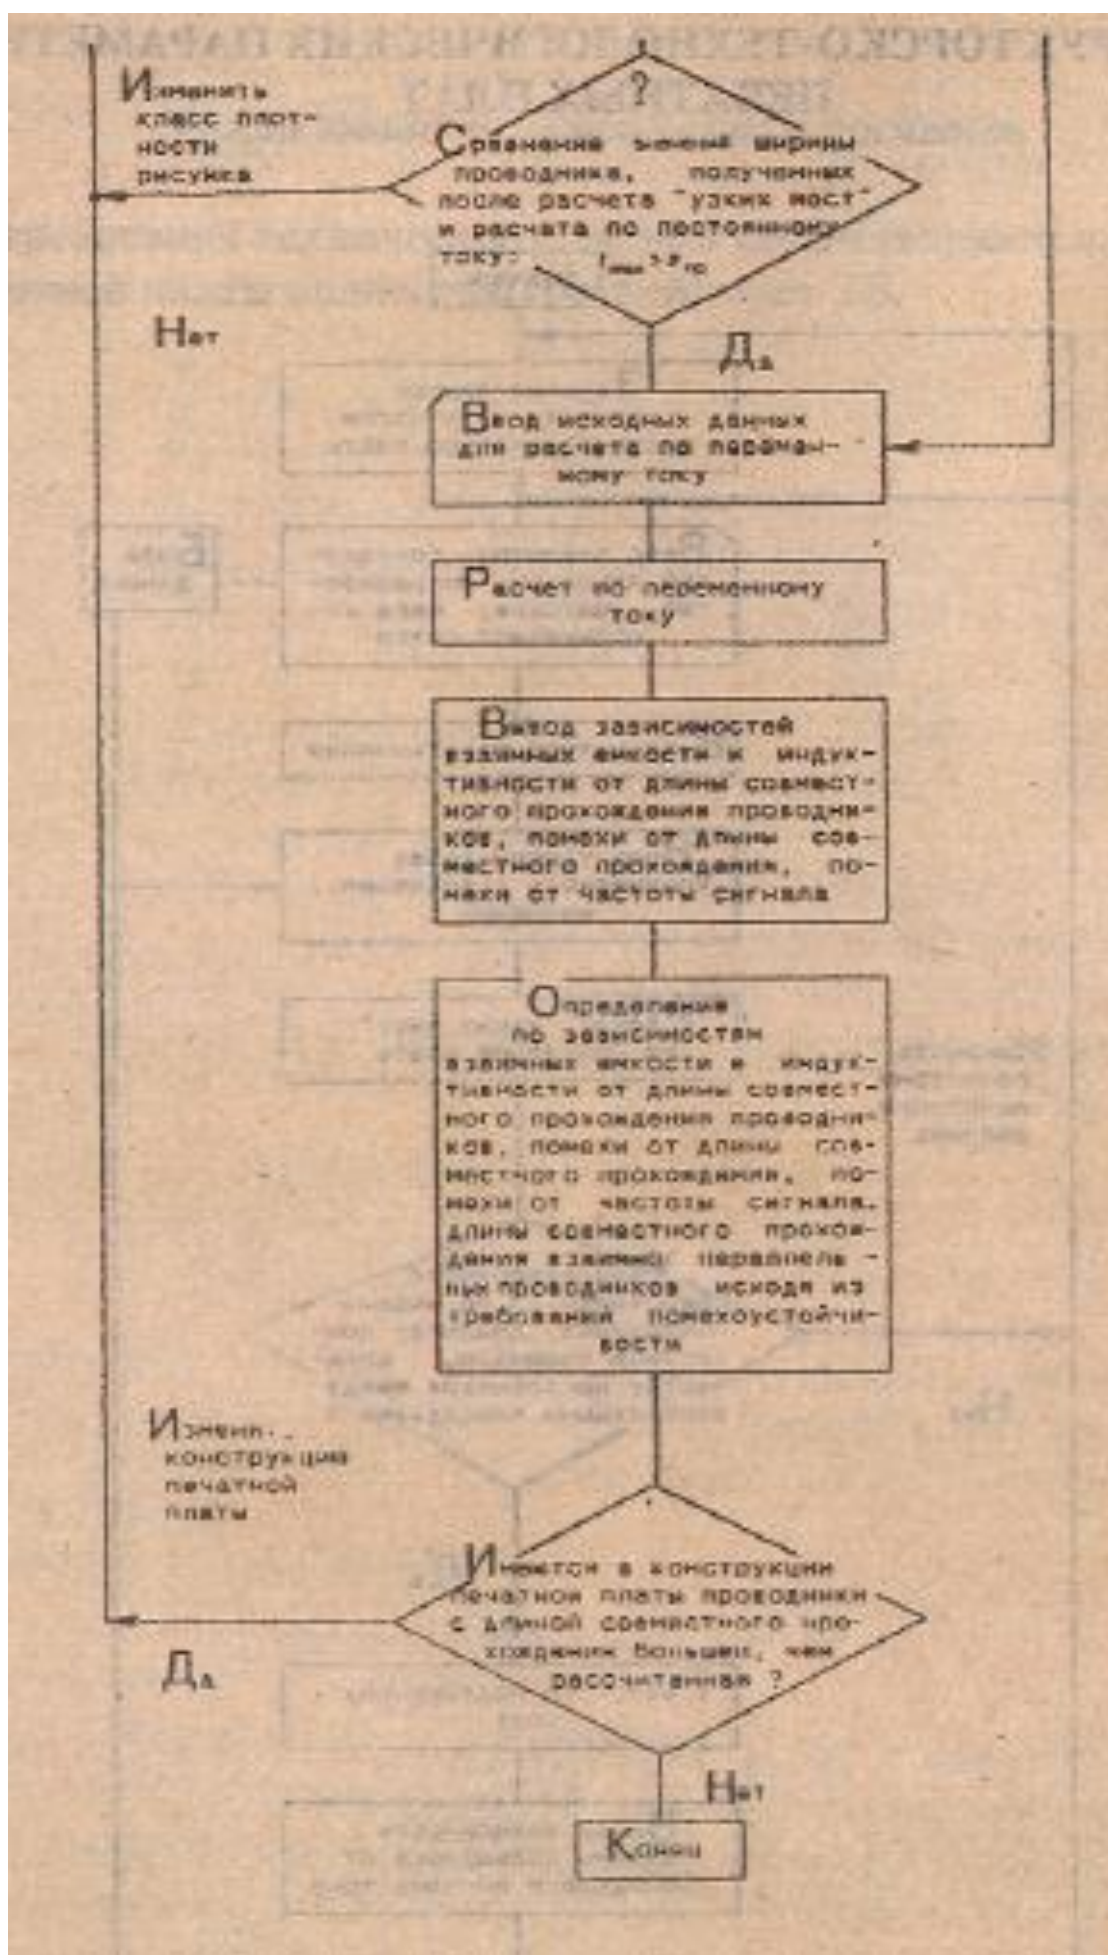 Изменить
класс плот-
ности
рисунка
?
Сравнение значений ширины
проводника, полученных
после расчета "узких мест"
и расчета по постоянному
току:
Нет
Да
Ввод исходных данных
для расчета по перемен-
ному току
Расчет по переменному
току
Вывод зависимостей
взаимных емкости и индук-
тивности от длины совмест-
ного прохождения проводни-
ков, помехи от длины сов-
местного прохождения, по-
мехи от частоты сигнала
Определение
по зависимостям
взаимных емкости и индук-
тивности от длины совмест-
ного прохождения проводни-
ков, помехи от длины сов-
местного прохождения, по-
мехи от частоты сигнала,
длины совместного прохож-
дения взаимно параллель-
ных проводников исходя из
требований помехоустойчи-
вости
конструкцию
печатной
платы
Имеются в конструкции
печатной платы проводники
с длиной совместного про-
хождения большей, чем
рассчитанная ?
Да
Нет
Конец